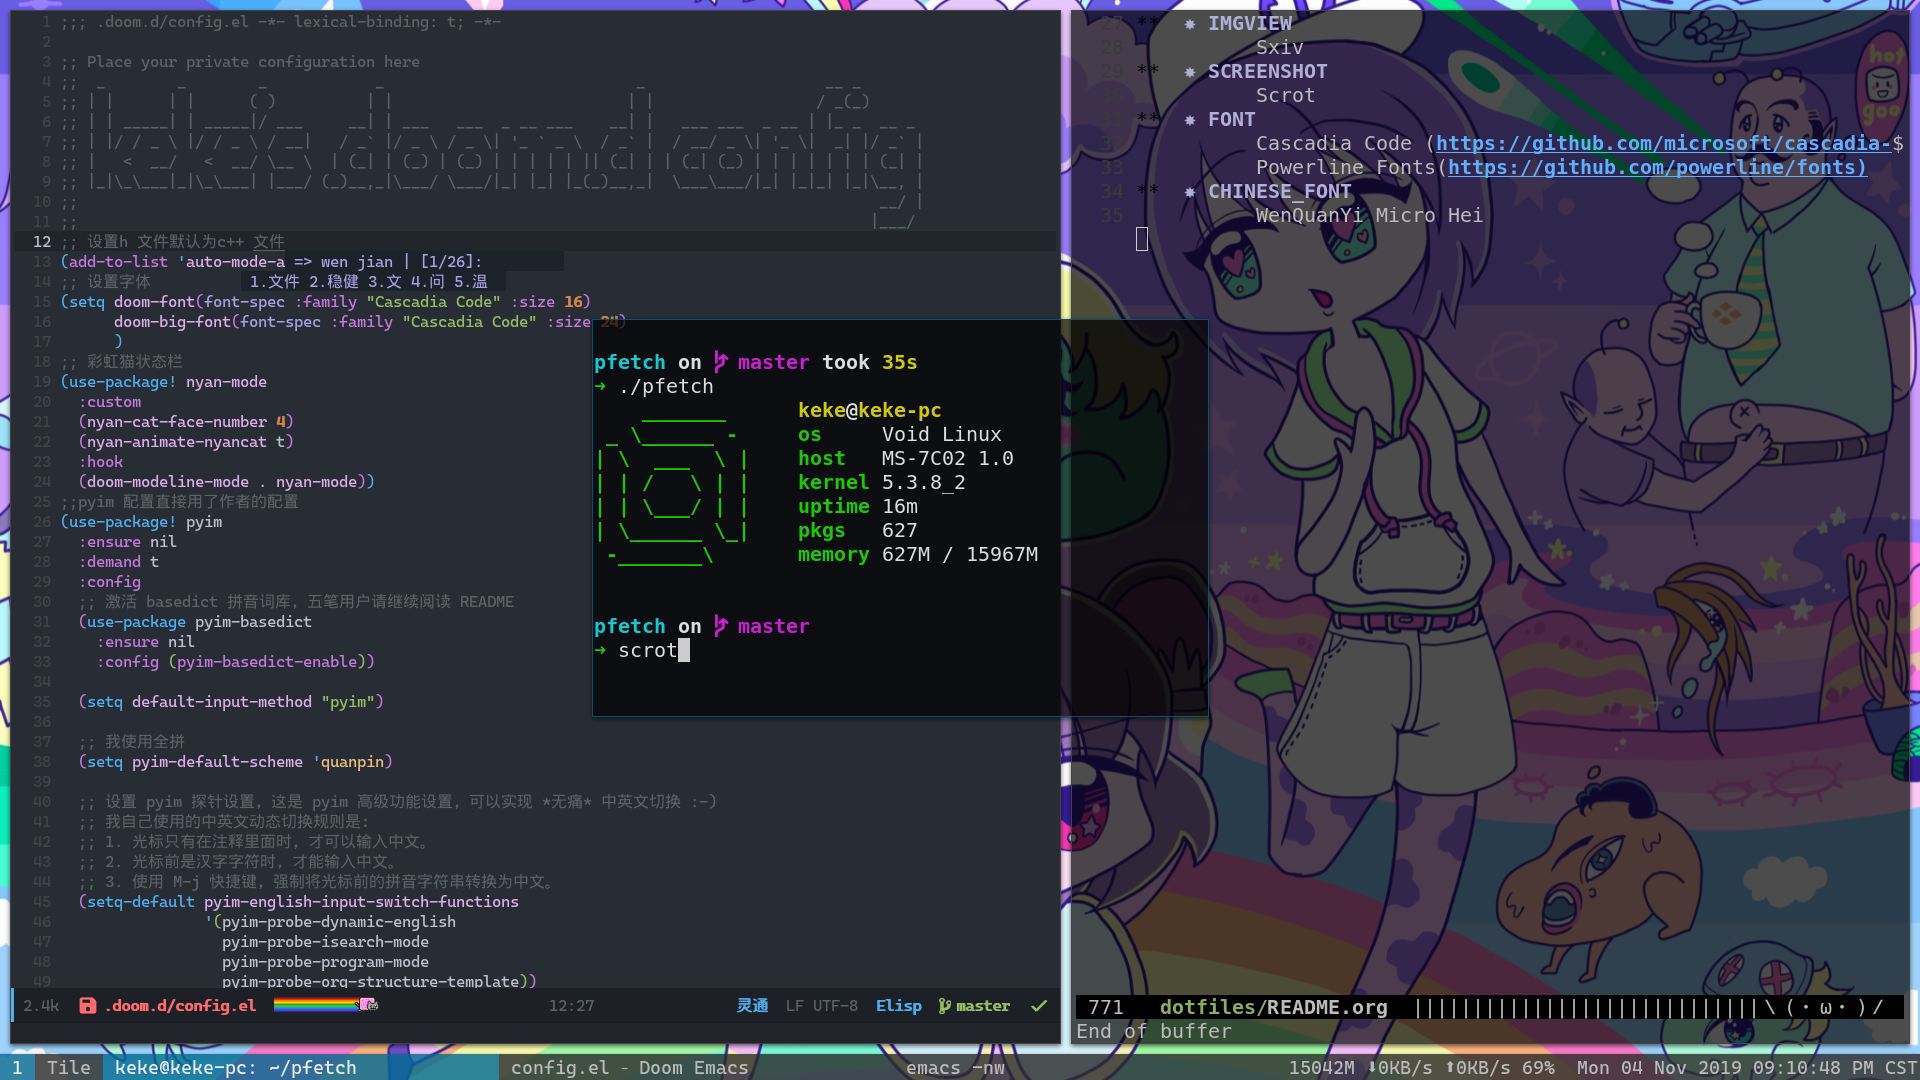 1 ;;; .doom.d/config.el -*- lexical-binding: t; -*-
2
3 ;; Place your private configuration here
4 ;;
5 ;;
6 ;;
7 ;;
8 ;;
9 ;;
10 ;;
11 ;;
12 ;; 设置h 文件默认为c++ 文件
13 (add-to-list 'auto-mode-a => wen jian | [1/26]:
14 ;; 设置字体 1.文件 2.稳健 3.文 4.问 5.温
15 (setq doom-font(font-spec :family "Cascadia Code" :size 16)
16 doom-big-font(font-spec :family "Cascadia Code" :size 24)
17 )
18 ;; 彩虹猫状态栏
19 (use-package! nyan-mode
20 :custom
21 (nyan-cat-face-number 4)
22 (nyan-animate-nyancat t)
23 :hook
24 (doom-modeline-mode . nyan-mode))
25 ;;pyim 配置直接用了作者的配置
26 (use-package! pyim
27 :ensure nil
28 :demand t
29 :config
30 ;; 激活 basedict 拼音词库，五笔用户请继续阅读 README
31 (use-package pyim-basedict
32 :ensure nil
33 :config (pyim-basedict-enable))
34
35 (setq default-input-method "pyim")
36
37 ;; 我使用全拼
38 (setq pyim-default-scheme 'quanpin)
39
40 ;; 设置 pyim 探针设置，这是 pyim 高级功能设置，可以实现 *无痛* 中英文切换 :-)
41 ;; 我自己使用的中英文动态切换规则是:
42 ;; 1. 光标只有在注释里面时，才可以输入中文。
43 ;; 2. 光标前是汉字字符时，才能输入中文。
44 ;; 3. 使用 M-j 快捷键，强制将光标前的拼音字符串转换为中文。
45 (setq-default pyim-english-input-switch-functions
46 '(pyim-probe-dynamic-english
47 pyim-probe-isearch-mode
48 pyim-probe-program-mode
49 pyim-probe-org-structure-template))
2.4k .doom.d/config.el 12:27 灵通 LF UTF-8 Elisp master ✓
27 ** ✸ IMGVIEW
28 Sxiv
29 ** ✸ SCREENSHOT
30 Scrot
31 ** ✸ FONT
32 Cascadia Code (https://github.com/microsoft/cascadia-$
33 Powerline Fonts(https://github.com/powerline/fonts)
34 ** ✸ CHINESE_FONT
35 WenQuanYi Micro Hei
hot
goo
771 dotfiles/README.org |||||||||||||||||||||||||||||\(・ω・)/
End of buffer
pfetch on master took 35s
➜ ./pfetch
keke@keke-pc
os Void Linux
host MS-7C02 1.0
kernel 5.3.8_2
uptime 16m
pkgs 627
memory 627M / 15967M
pfetch on master
➜ scrot
1 Tile keke@keke-pc: ~/pfetch config.el - Doom Emacs emacs -nw 15042M ⬇0KB/s ⬆0KB/s 69% Mon 04 Nov 2019 09:10:48 PM CST